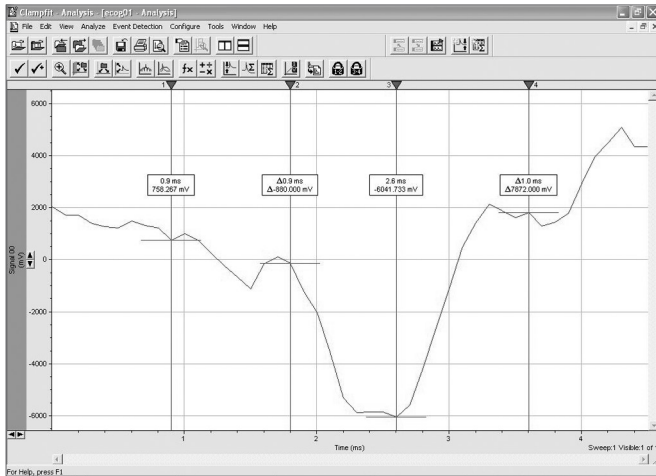 Clampfit - Analysis - [ecog01 - Analysis]
File Edit View Analyze Event Detection Configure Tools Window Help
1 2 3 4
6000
4000
2000
0
-2000
-4000
-6000
Signal 00
(mV)
0.9 ms
758.267 mV
Δ0.9 ms
Δ-880.000 mV
2.6 ms
-6041.733 mV
Δ1.0 ms
Δ7872.000 mV
1 2 3 4
Time (ms)
Sweep:1 Visible:1 of
For Help, press F1